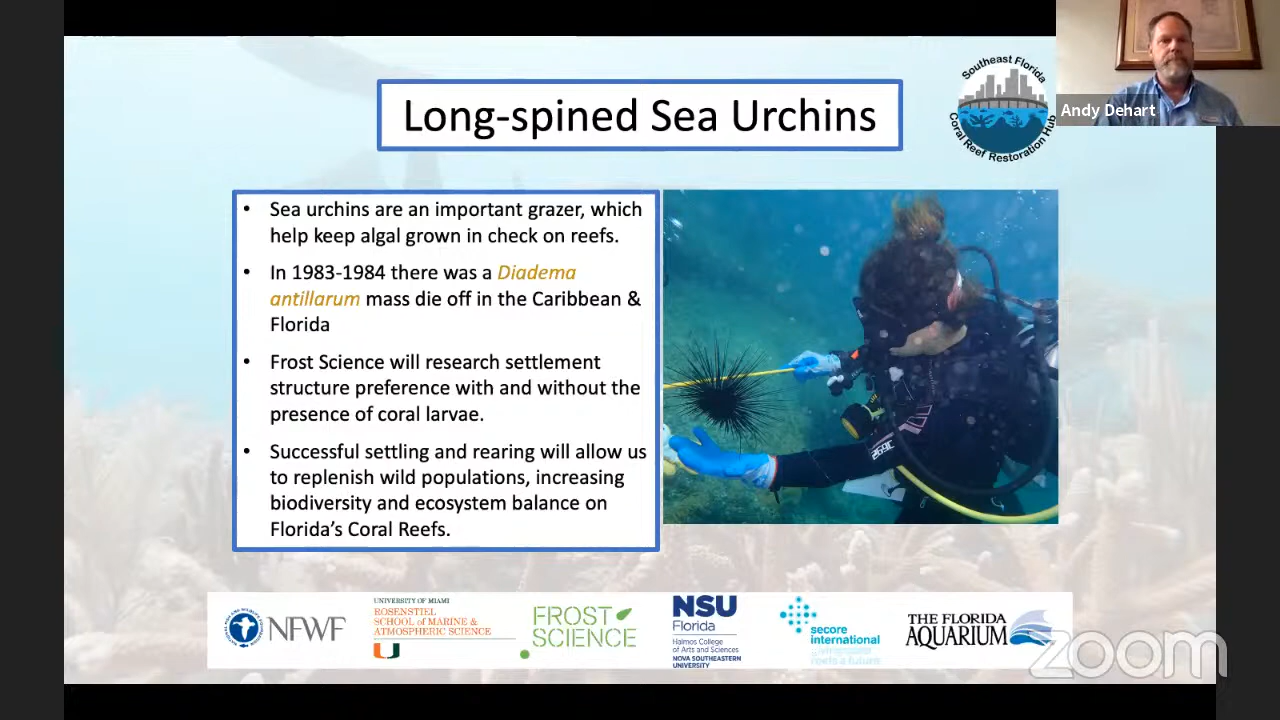 Long-spined Sea Urchins
Southeast Florida
Coral Reef Restoration Hub
Andy Dehart
• Sea urchins are an important grazer, which
help keep algal grown in check on reefs.
• In 1983-1984 there was a Diadema
antillarum mass die off in the Caribbean &
Florida
• Frost Science will research settlement
structure preference with and without the
presence of coral larvae.
• Successful settling and rearing will allow us
to replenish wild populations, increasing
biodiversity and ecosystem balance on
Florida's Coral Reefs.
NFWF
UNIVERSITY OF MIAMI
ROSENSTIEL
SCHOOL of MARINE &
ATMOSPHERIC SCIENCE
FROST
SCIENCE
NSU
Florida
Halmos College
of Arts and Sciences
NOVA SOUTHEASTERN
UNIVERSITY
secore
international
THE FLORIDA
AQUARIUM
zoom